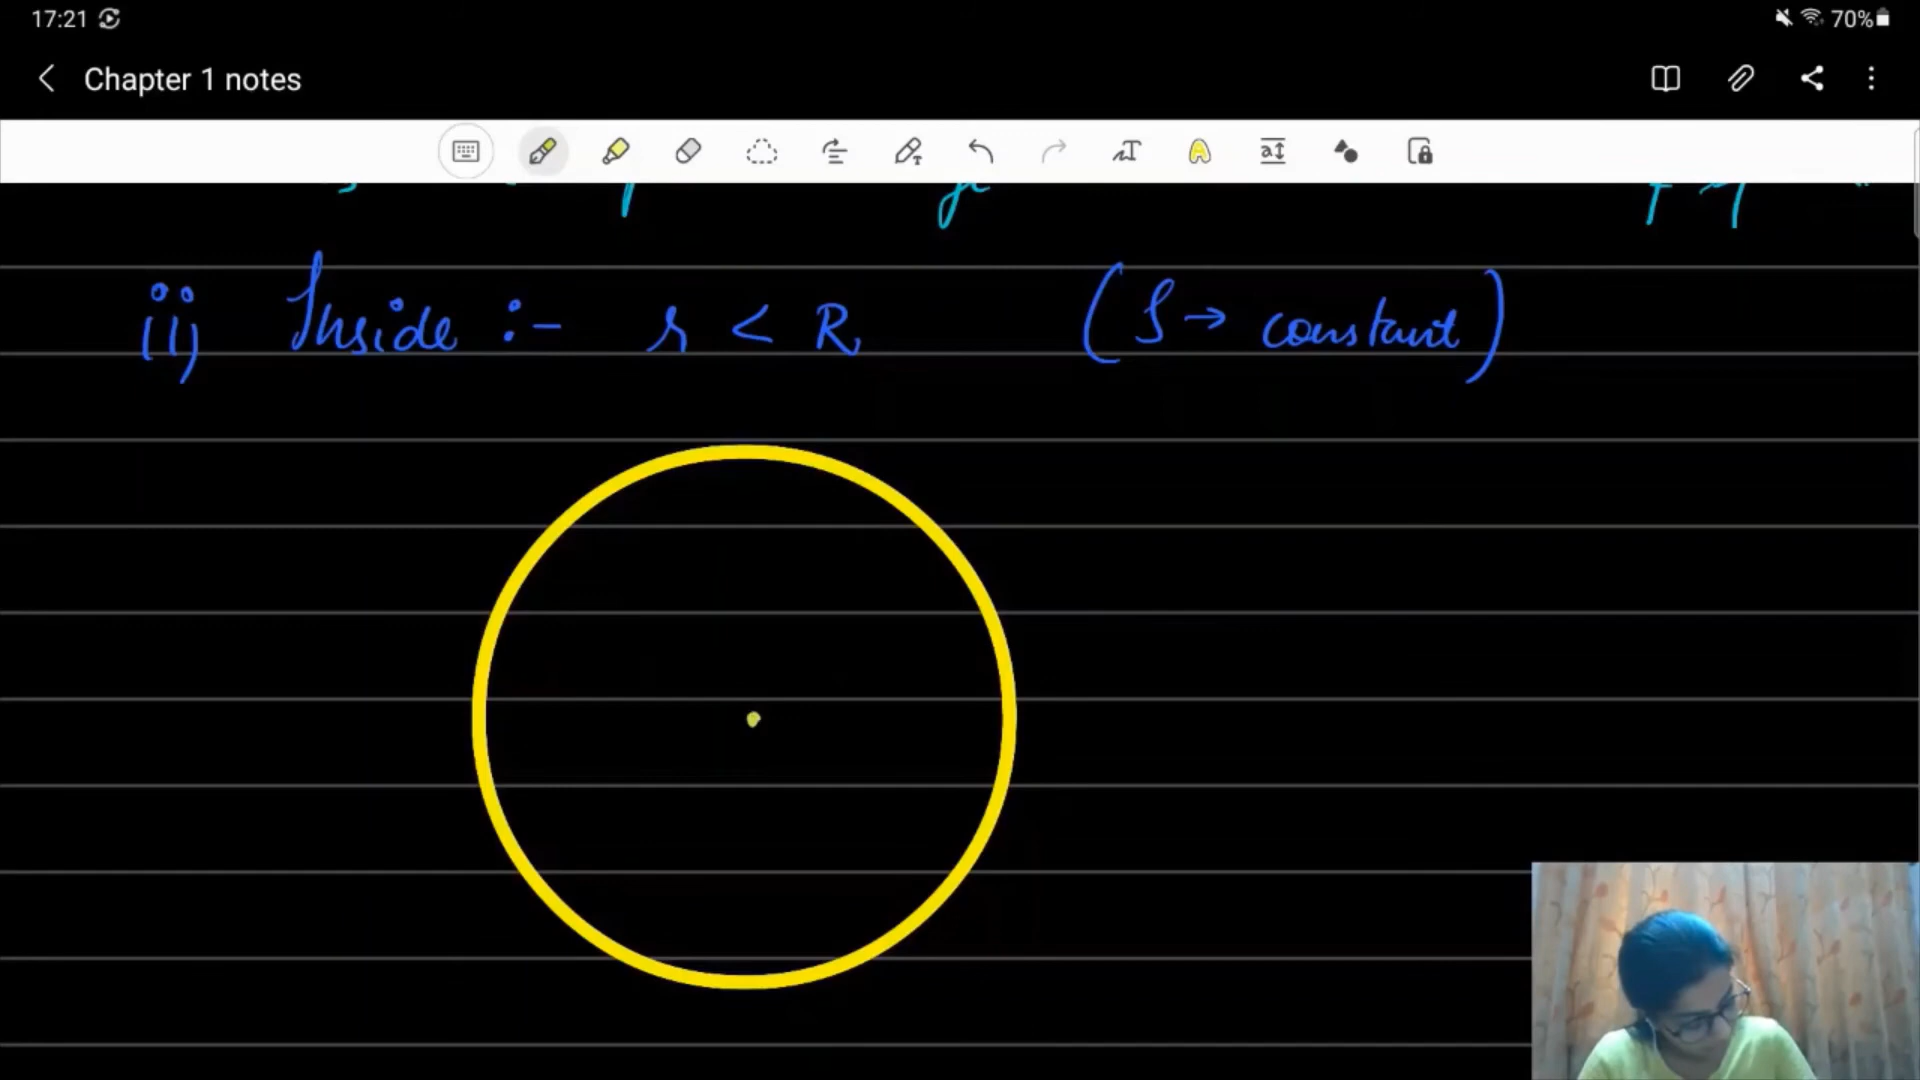 17:21 70%
Chapter 1 notes
ii) Inside :- r < R (ρ → constant)